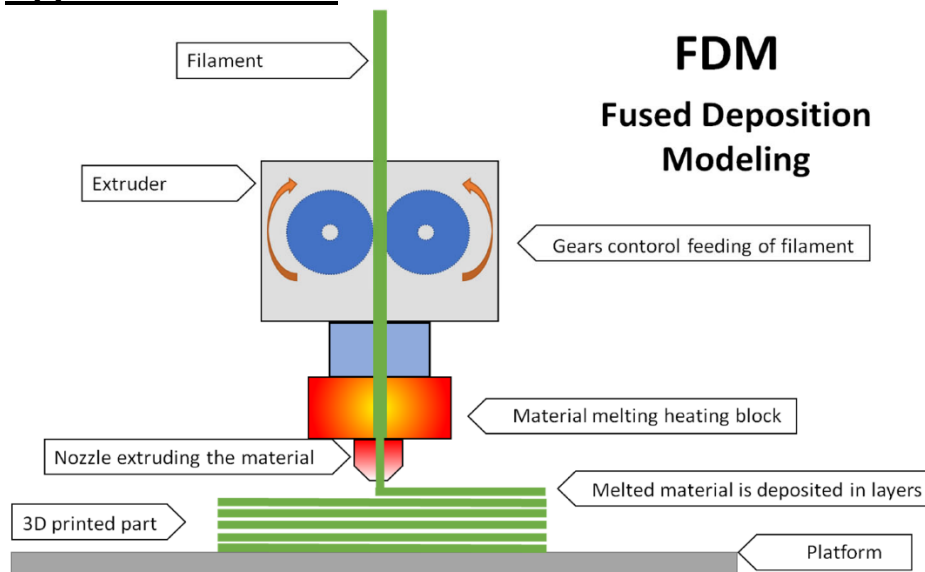 Filament
FDM
Fused Deposition
Modeling
Extruder
Gears contorol feeding of filament
Material melting heating block
Nozzle extruding the material
Melted material is deposited in layers
3D printed part
Platform